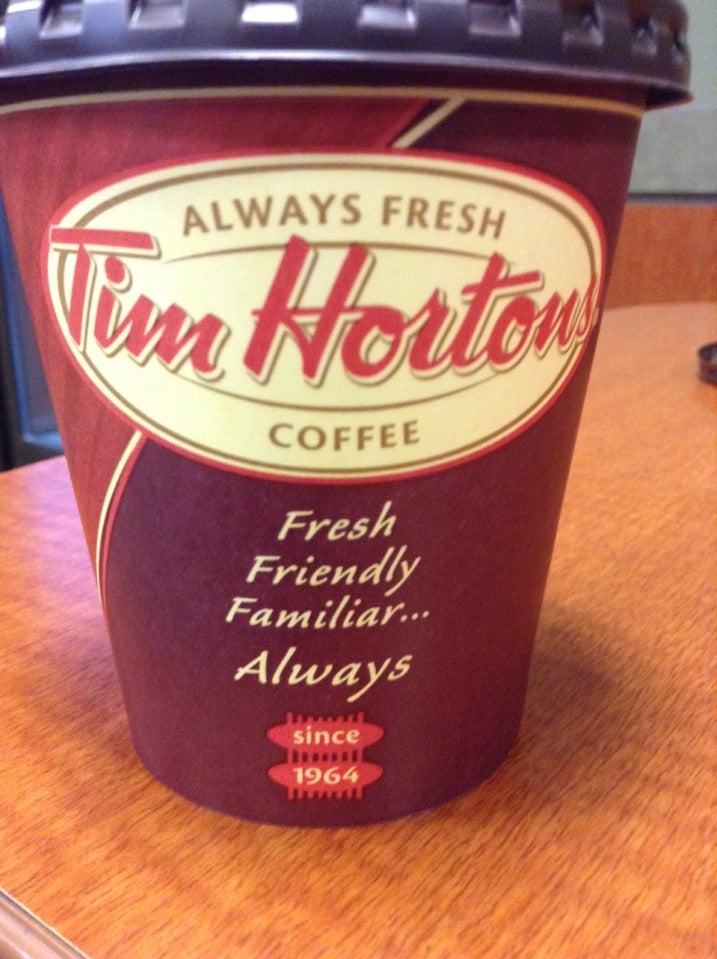 ALWAYS FRESH
Tim Hortons
COFFEE
Fresh
Friendly
Familiar...
Always
since
1964